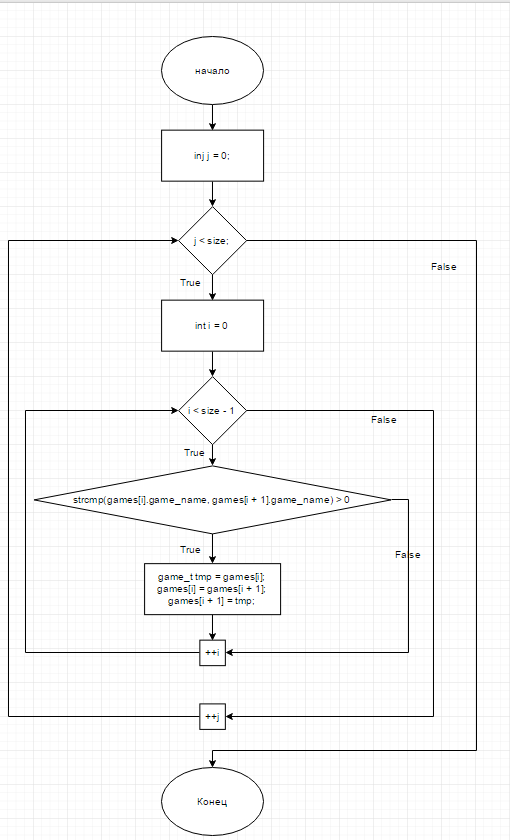 начало
inj j = 0;
j < size;
False
True
int i = 0
i < size - 1
False
True
strcmp(games[i].game_name, games[i + 1].game_name) > 0
True
False
game_t tmp = games[i];
games[i] = games[i + 1];
games[i + 1] = tmp;
++i
++j
Конец